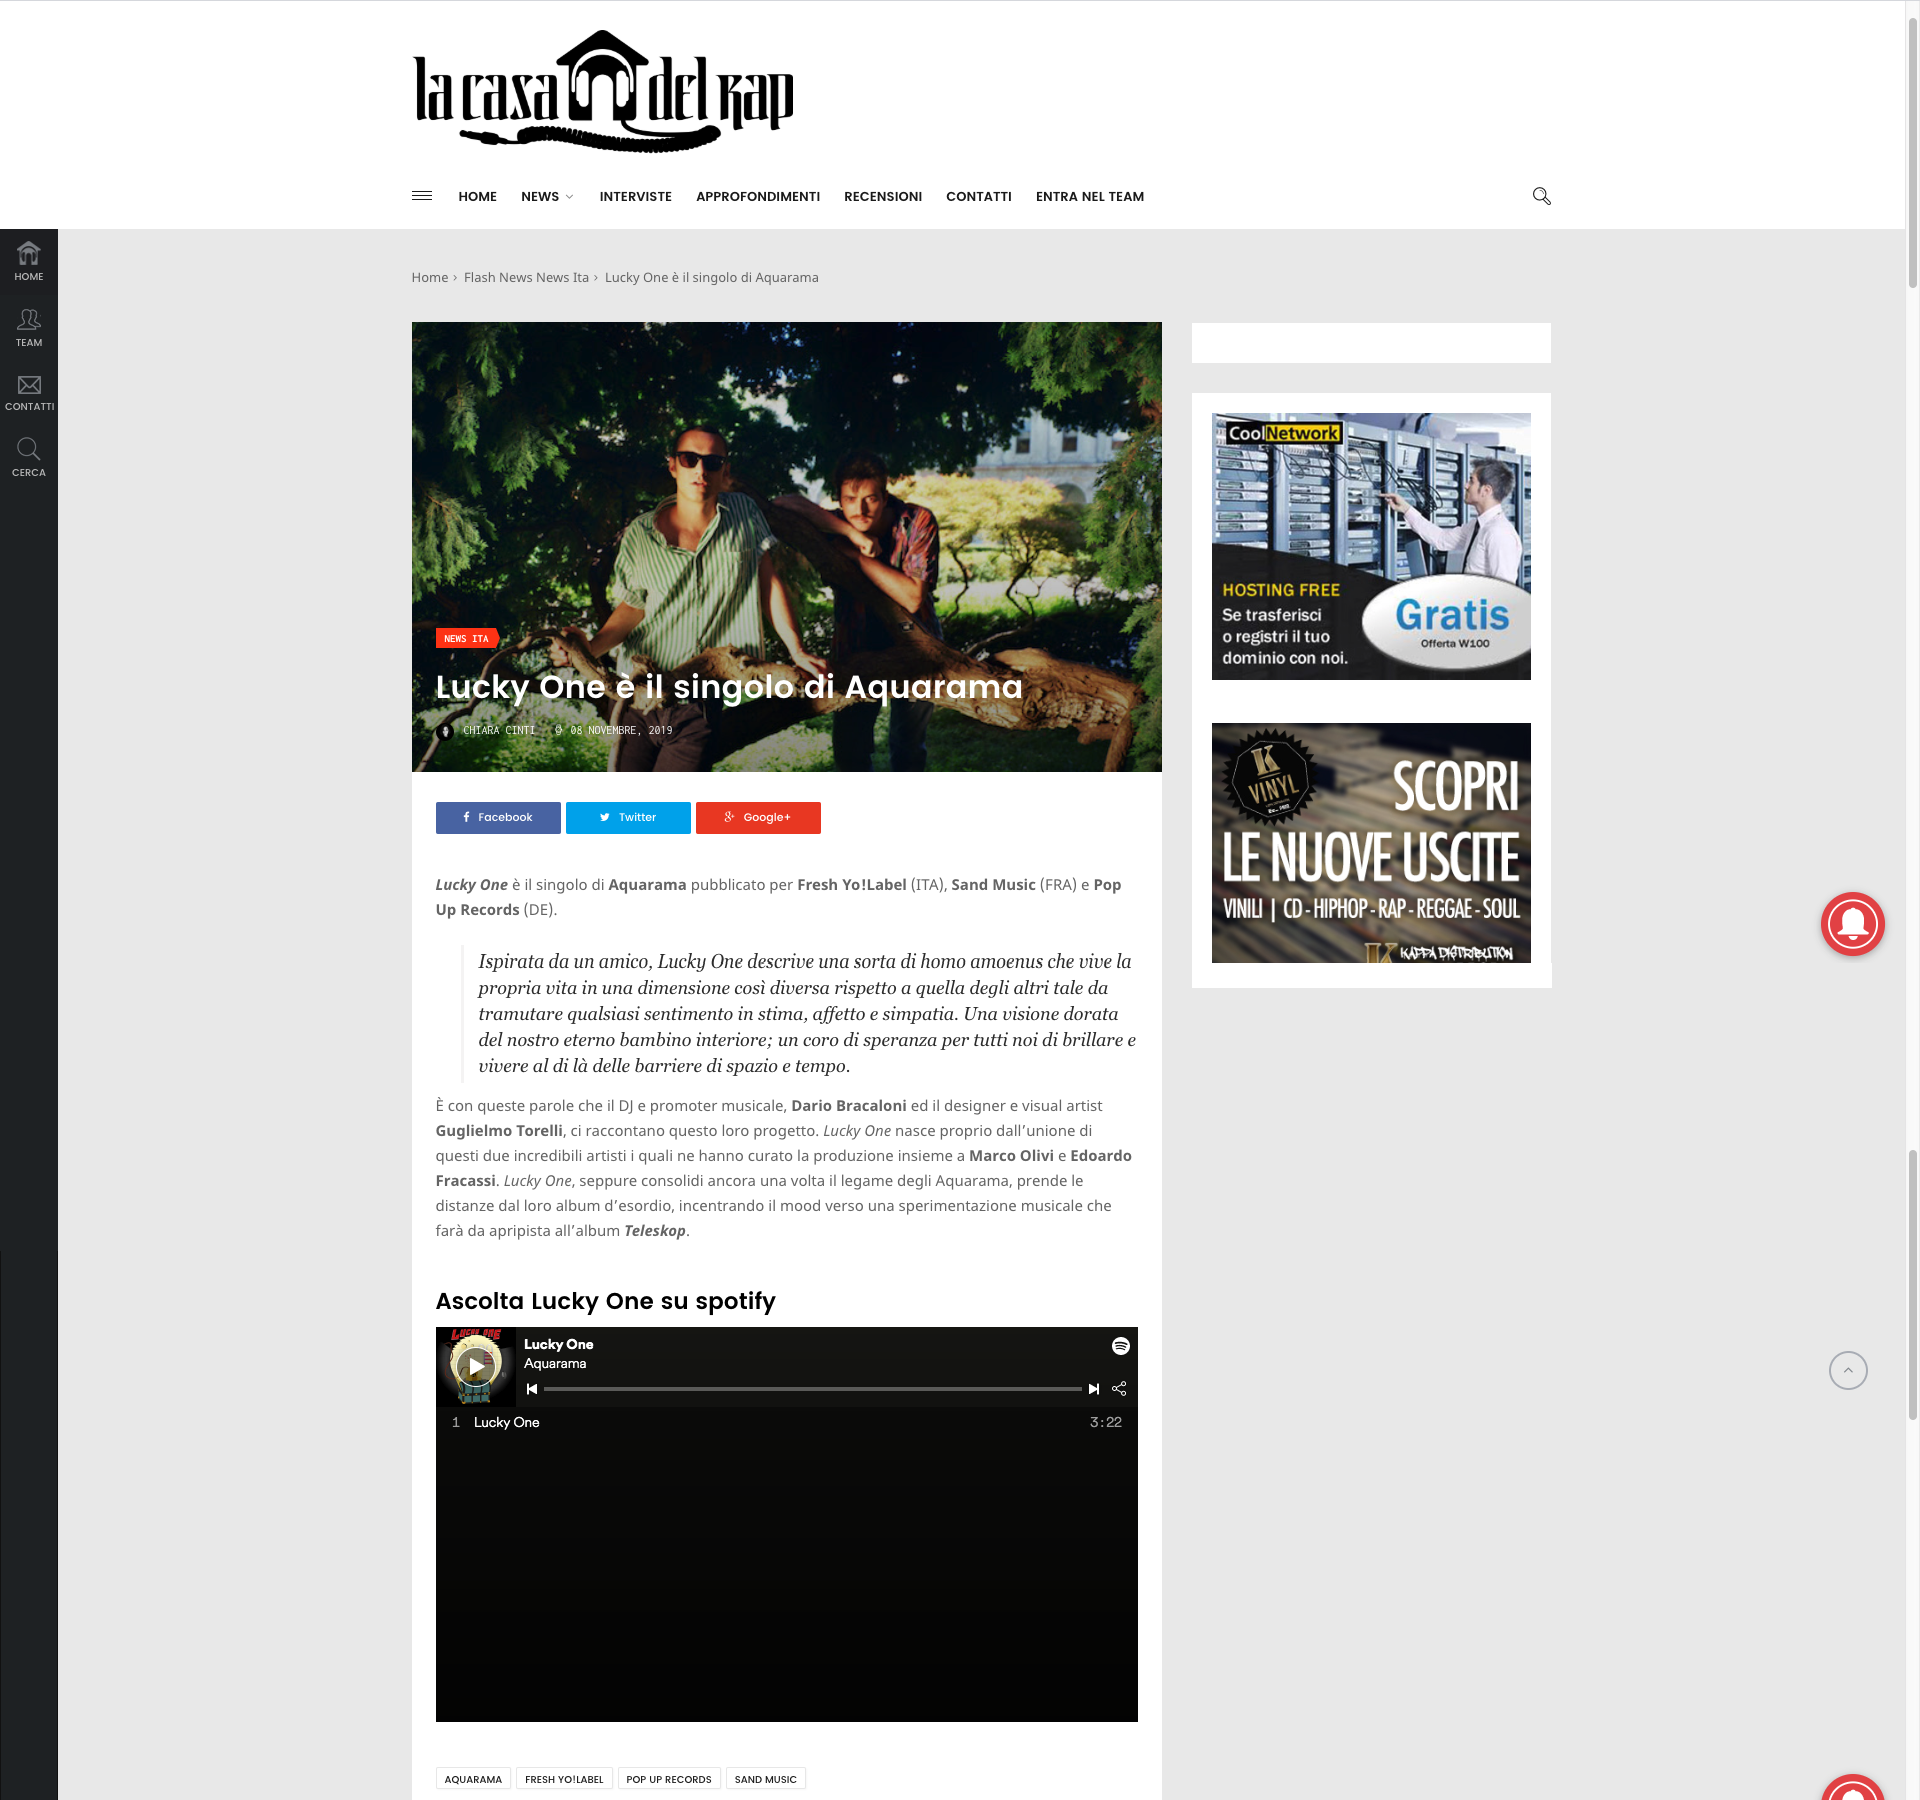 la casa del rap
HOME NEWS INTERVISTE APPROFONDIMENTI RECENSIONI CONTATTI ENTRA NEL TEAM
HOME
TEAM
CONTATTI
CERCA
Home › Flash News News Ita › Lucky One è il singolo di Aquarama
NEWS ITA
Lucky One è il singolo di Aquarama
CHIARA CINTI 08 NOVEMBRE, 2019
Facebook Twitter Google+
Lucky One è il singolo di Aquarama pubblicato per Fresh Yo!Label (ITA), Sand Music (FRA) e Pop
Up Records (DE).
Ispirata da un amico, Lucky One descrive una sorta di homo amoenus che vive la
propria vita in una dimensione così diversa rispetto a quella degli altri tale da
tramutare qualsiasi sentimento in stima, affetto e simpatia. Una visione dorata
del nostro eterno bambino interiore; un coro di speranza per tutti noi di brillare e
vivere al di là delle barriere di spazio e tempo.
È con queste parole che il DJ e promoter musicale, Dario Bracaloni ed il designer e visual artist
Guglielmo Torelli, ci raccontano questo loro progetto. Lucky One nasce proprio dall’unione di
questi due incredibili artisti i quali ne hanno curato la produzione insieme a Marco Olivi e Edoardo
Fracassi. Lucky One, seppure consolidi ancora una volta il legame degli Aquarama, prende le
distanze dal loro album d’esordio, incentrando il mood verso una sperimentazione musicale che
farà da apripista all’album Teleskop.
Ascolta Lucky One su spotify
LUCKY ONE
Lucky One
Aquarama
1 Lucky One 3:22
AQUARAMA FRESH YO!LABEL POP UP RECORDS SAND MUSIC
CoolNetwork
HOSTING FREE
Se trasferisci
o registri il tuo
dominio con noi.
Gratis
Offerta W100
K
VINYL
SCOPRI
LE NUOVE USCITE
VINILI | CD - HIPHOP - RAP - REGGAE - SOUL
K KAPPA DISTRIBUTION